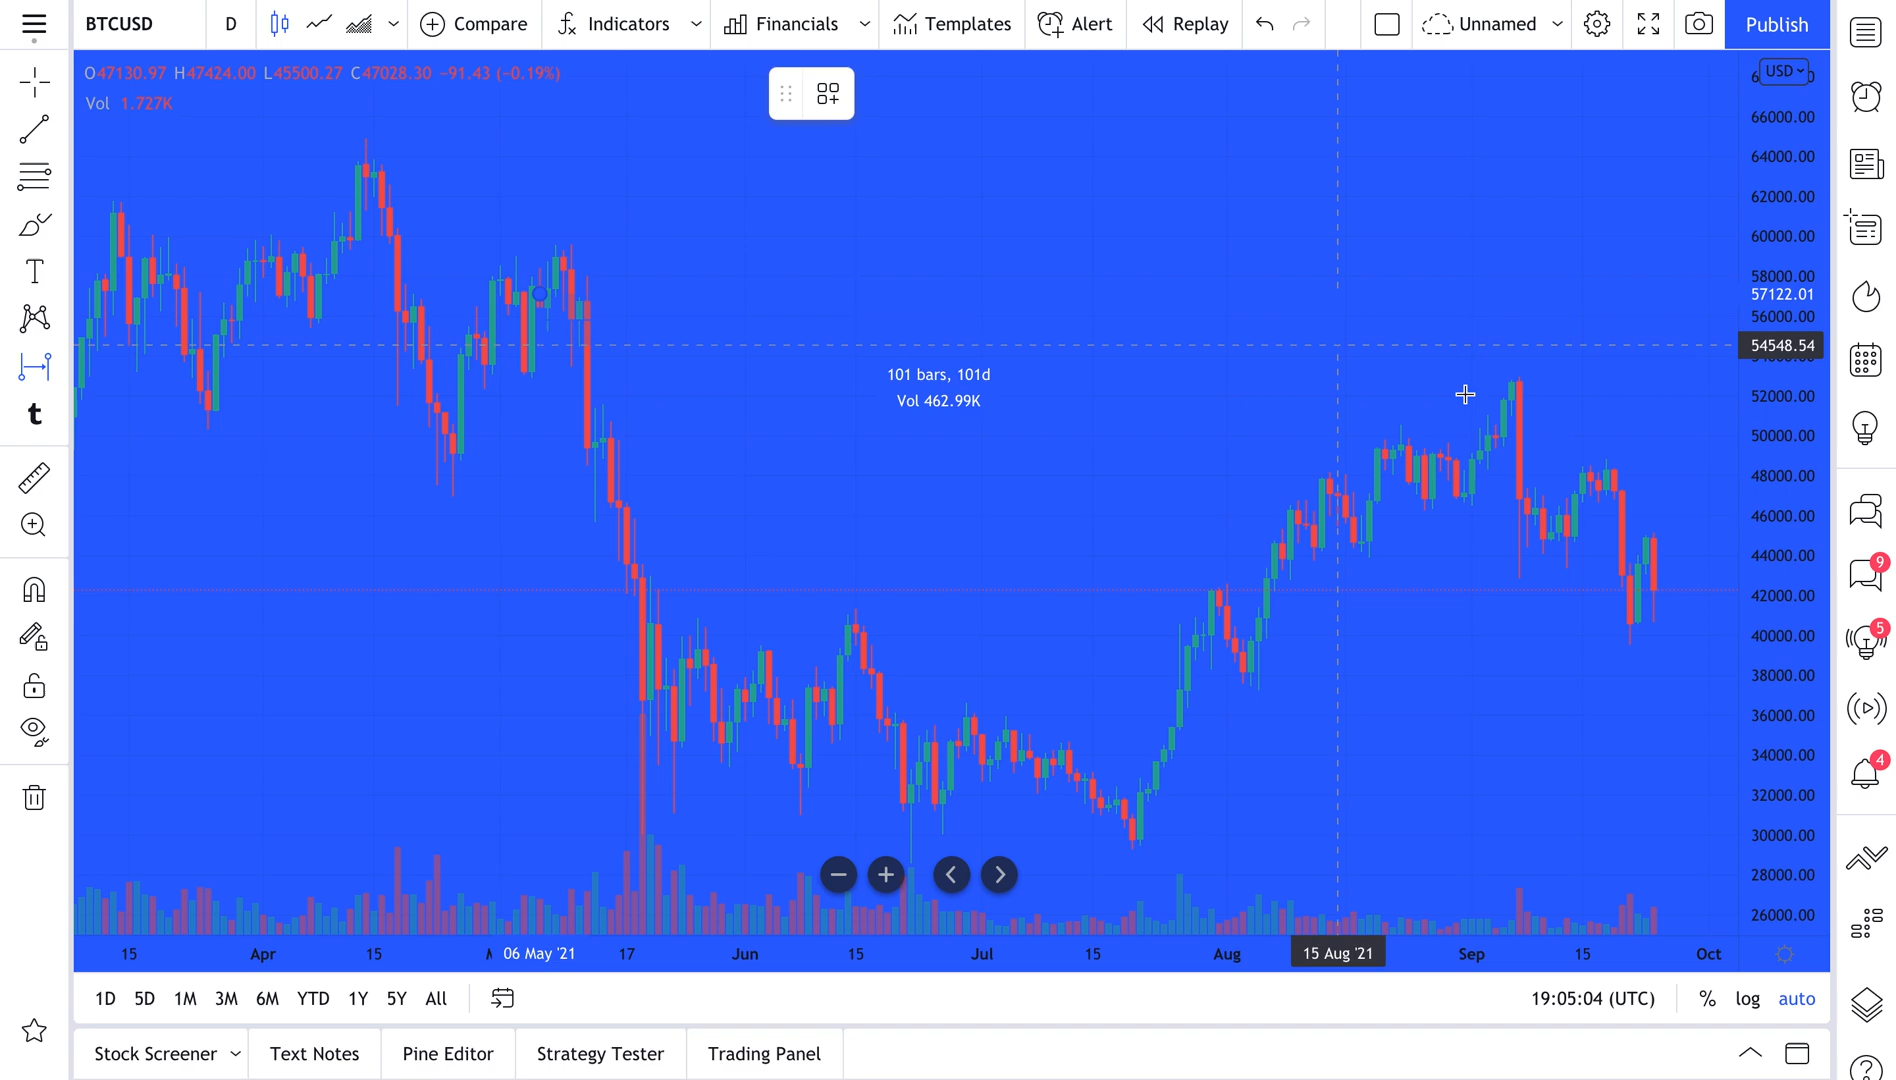 BTCUSD D Compare Indicators Financials Templates Alert Replay Unnamed Publish
O47130.97 H47424.00 L45500.27 C47028.30 −91.43 (−0.19%)
Vol 1.727K
USD
66000.00
64000.00
62000.00
60000.00
58000.00
57122.01
56000.00
54548.54
52000.00
50000.00
48000.00
46000.00
44000.00
42000.00
40000.00
38000.00
36000.00
34000.00
32000.00
30000.00
28000.00
26000.00
101 bars, 101d
Vol 462.99K
t
9
5
4
15 Apr 15 06 May '21 17 Jun 15 Jul 15 Aug 15 Aug '21 Sep 15 Oct
1D 5D 1M 3M 6M YTD 1Y 5Y All 19:05:04 (UTC) % log auto
Stock Screener Text Notes Pine Editor Strategy Tester Trading Panel